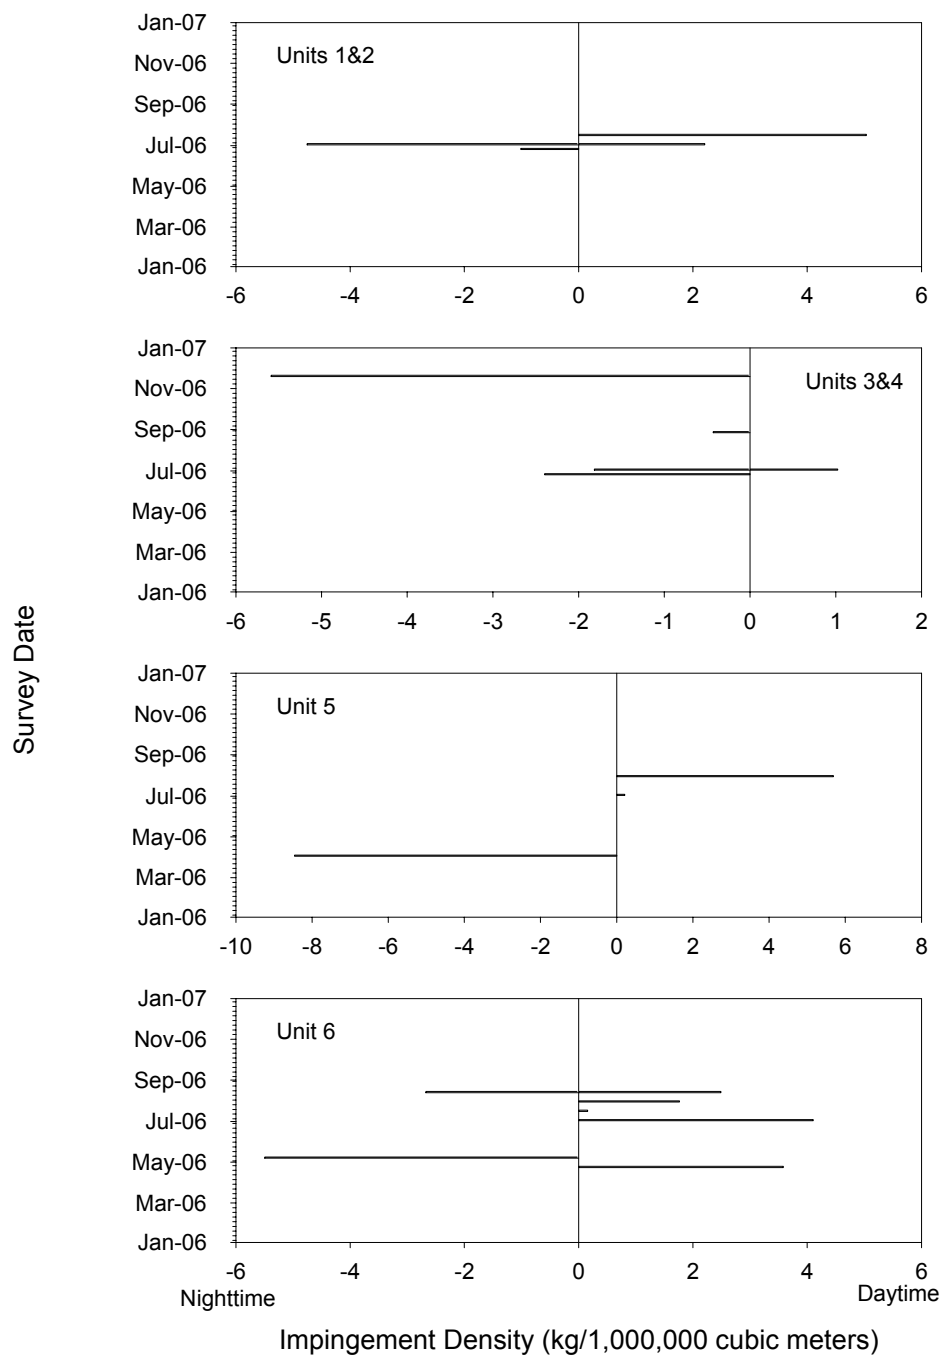 Jan-07
Units 1&2
Nov-06
Sep-06
Jul-06
May-06
Mar-06
Jan-06
-6 -4 -2 0 2 4 6
Jan-07
Units 3&4
Nov-06
Sep-06
Jul-06
May-06
Mar-06
Jan-06
-6 -5 -4 -3 -2 -1 0 1 2
Survey Date
Jan-07
Unit 5
Nov-06
Sep-06
Jul-06
May-06
Mar-06
Jan-06
-10 -8 -6 -4 -2 0 2 4 6 8
Jan-07
Unit 6
Nov-06
Sep-06
Jul-06
May-06
Mar-06
Jan-06
-6 -4 -2 0 2 4 6
Nighttime Daytime
Impingement Density (kg/1,000,000 cubic meters)